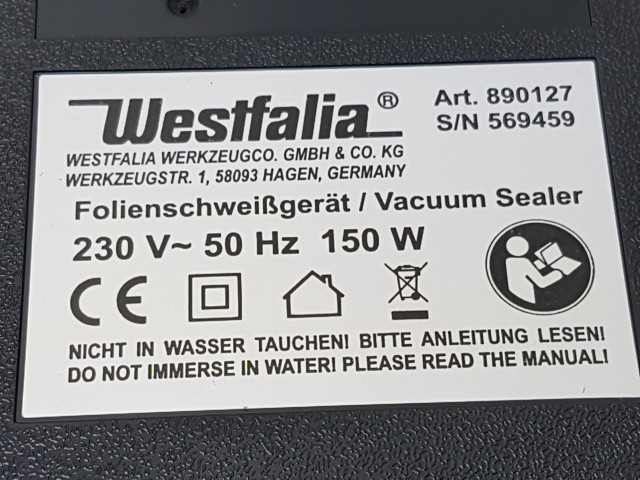 Westfalia®
Art. 890127
S/N 569459
WESTFALIA WERKZEUGCO. GMBH & CO. KG
WERKZEUGSTR. 1, 58093 HAGEN, GERMANY
Folienschweißgerät / Vacuum Sealer
230 V~ 50 Hz 150 W
CE
NICHT IN WASSER TAUCHEN! BITTE ANLEITUNG LESEN!
DO NOT IMMERSE IN WATER! PLEASE READ THE MANUAL!